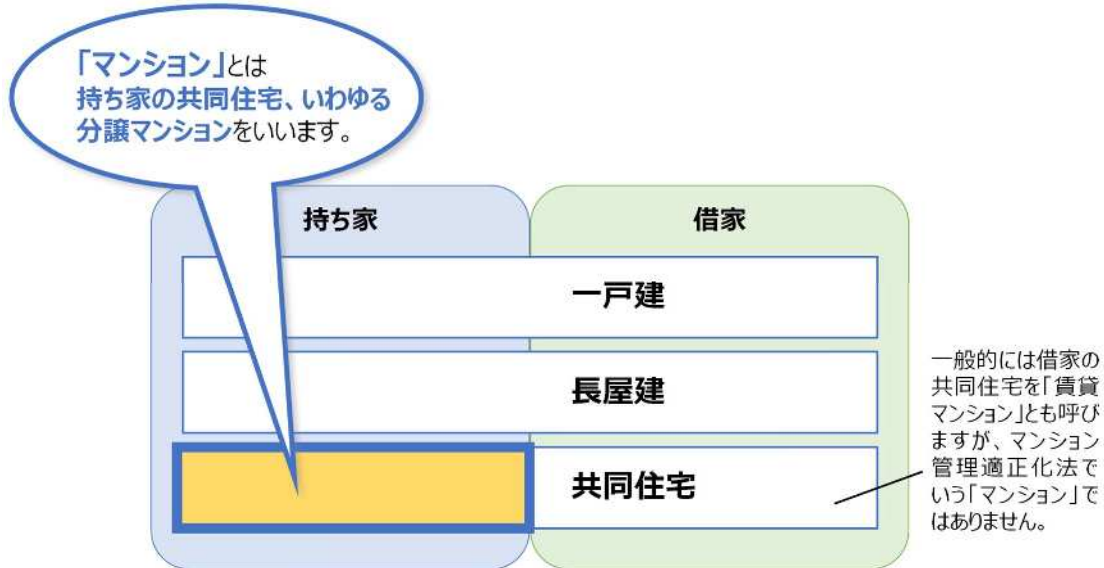 「マンション」とは
持ち家の共同住宅、いわゆる
分譲マンションをいいます。
持ち家
借家
一戸建
長屋建
共同住宅
一般的には借家の
共同住宅を「賃貸
マンション」とも呼び
ますが、マンション
管理適正化法で
いう「マンション」で
はありません。